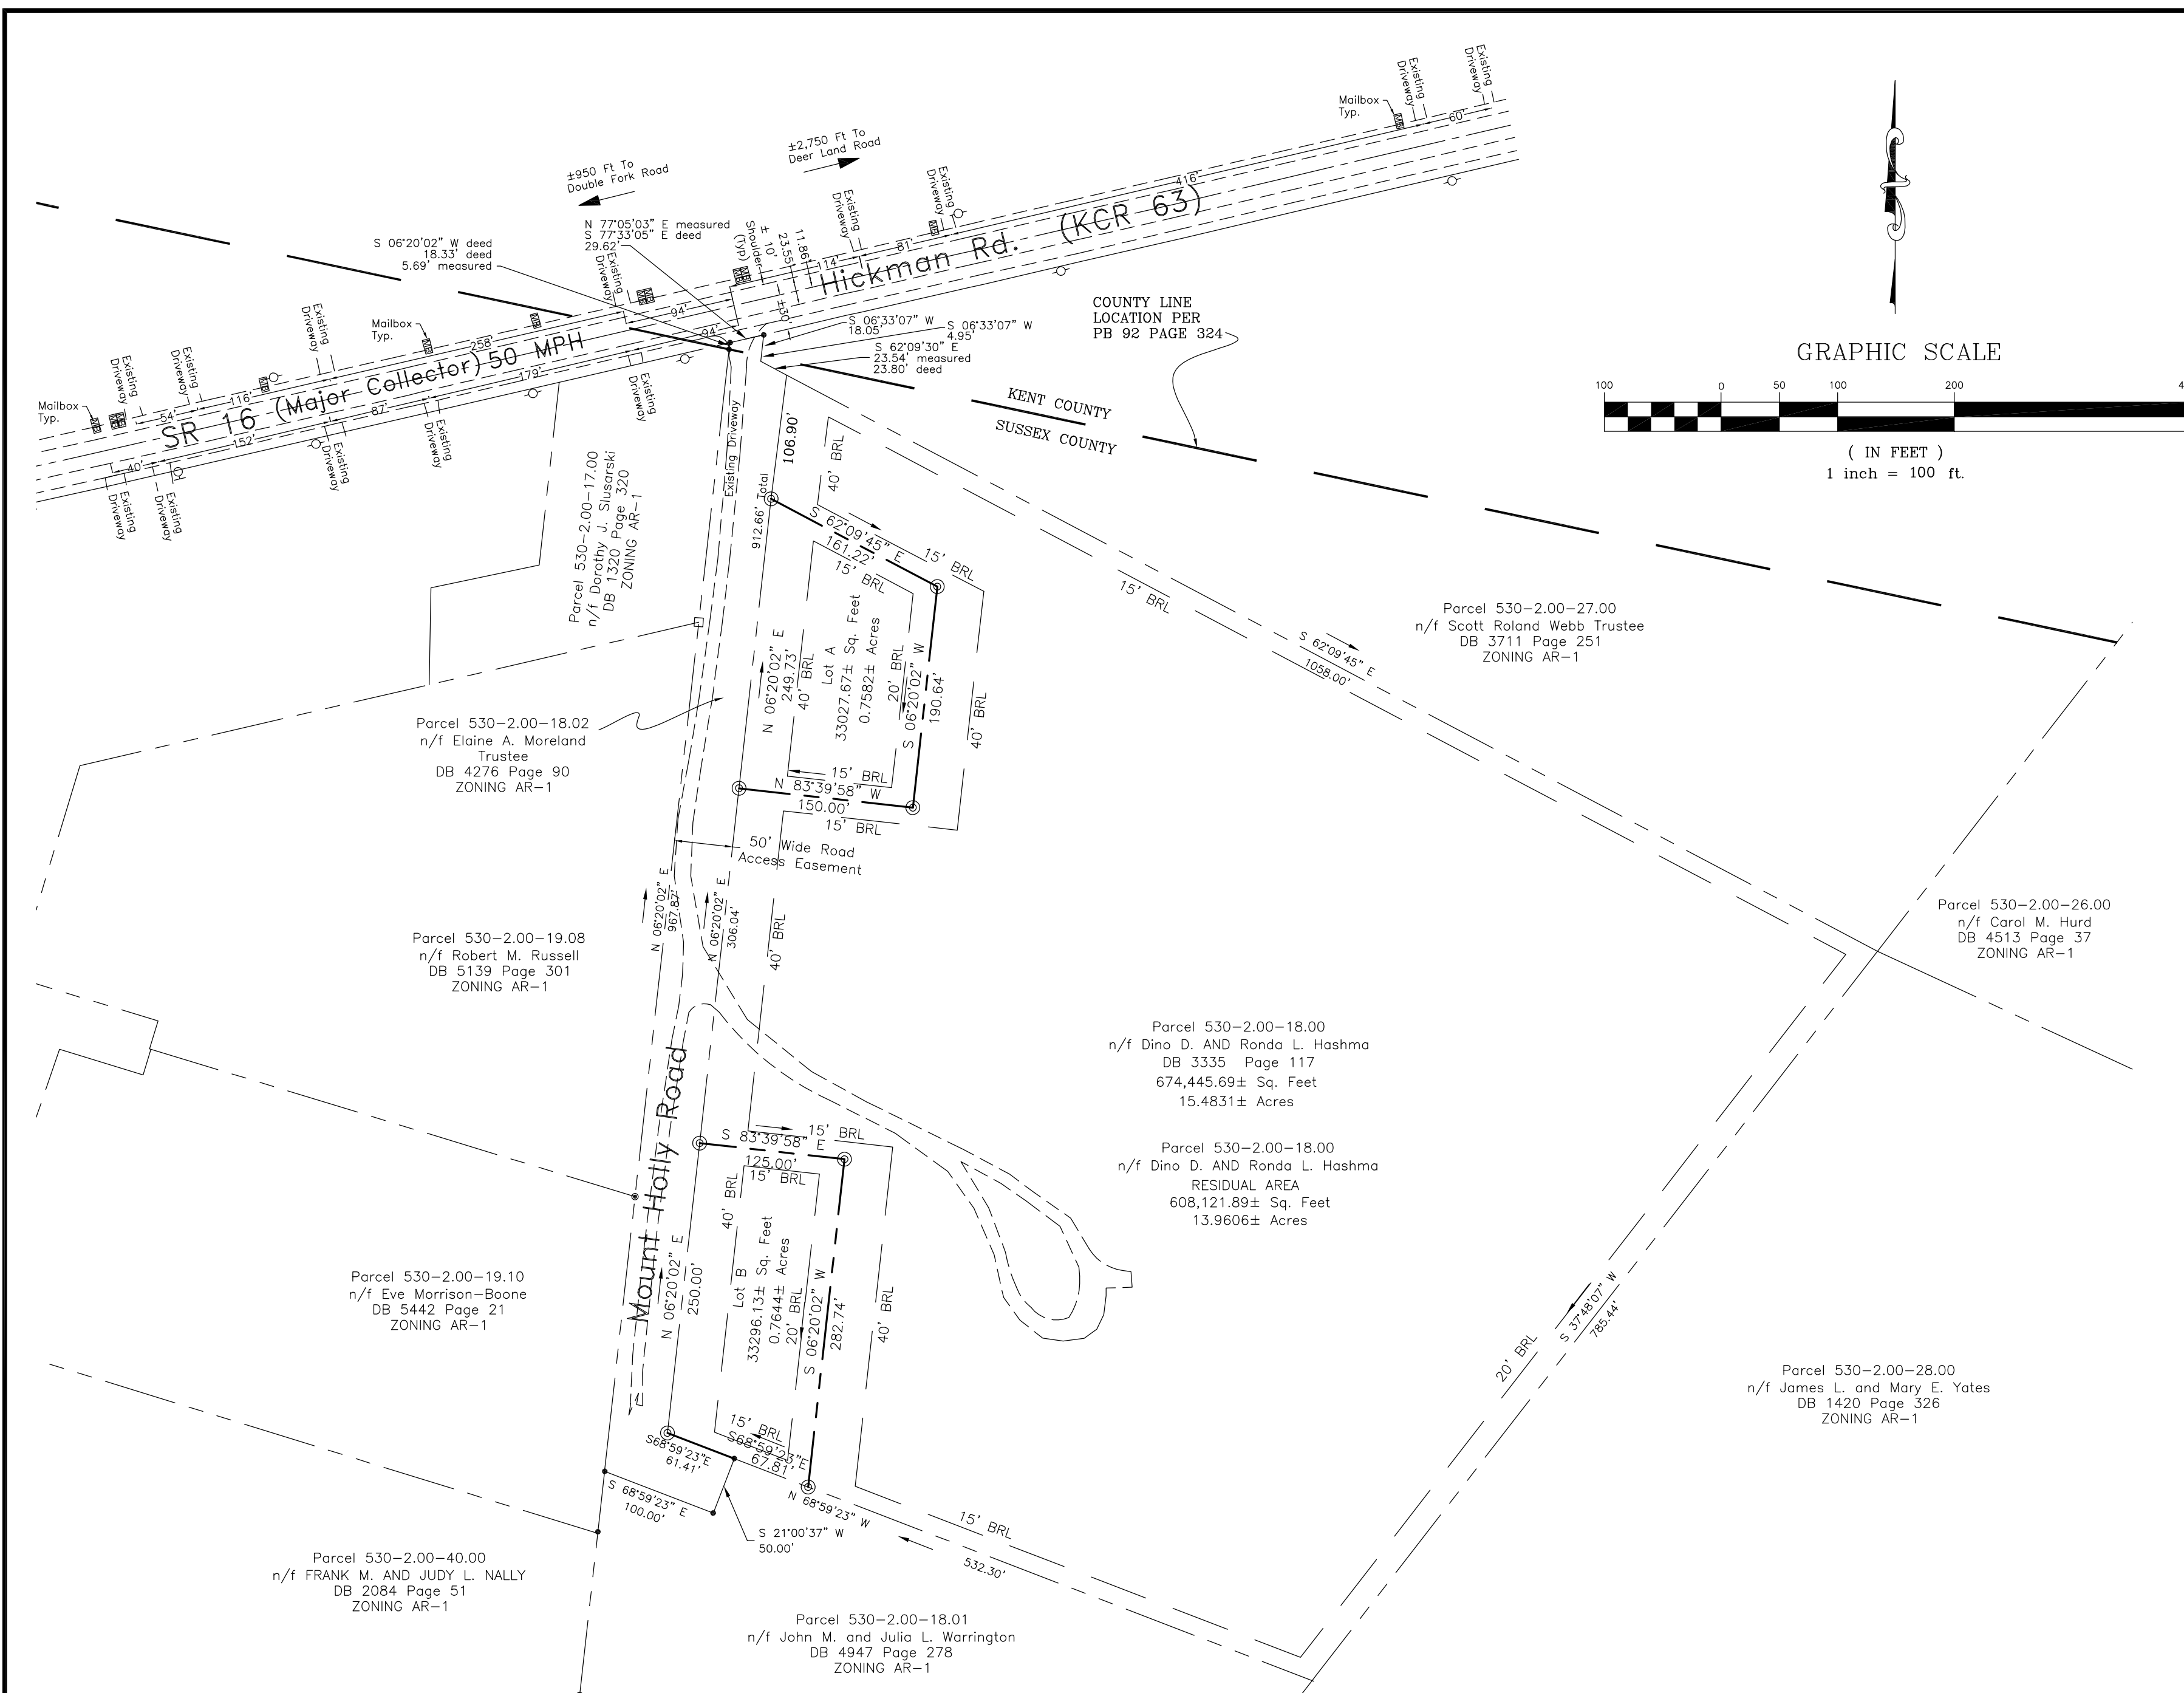 Existing
Driveway
Existing
Driveway
Mailbox
Typ.
60'
±2,750 Ft To
Deer Land Road
±950 Ft To
Double Fork Road
Existing
Driveway
Existing
Driveway
416'
81'
114'
11.86'
23.55'
± 10'
Shoulder
(Typ)
±30'
Hickman Rd. (KCR 63)
N 77°05'03" E measured
S 77°33'05" E deed
29.62'
S 06°20'02" W deed
18.33' deed
5.69' measured
Existing
Driveway
94'
94'
S 06°33'07" W
18.05'
S 06°33'07" W
4.95'
S 62°09'30" E
23.54' measured
23.80' deed
COUNTY LINE
LOCATION PER
PB 92 PAGE 324
KENT COUNTY
SUSSEX COUNTY
GRAPHIC SCALE
100
0
50
100
200
( IN FEET )
1 inch = 100 ft.
Existing
Driveway
Mailbox
Typ.
258'
179'
Existing
Driveway
Existing
Driveway
Existing
Driveway
54'
116'
87'
152'
40'
SR 16 (Major Collector) 50 MPH
Mailbox
Typ.
Existing
Driveway
Existing
Driveway
Existing
Driveway
Existing
Driveway
Existing Driveway
Parcel 530-2.00-17.00
n/f Dorothy J. Slusarski
DB 1320 Page 320
ZONING AR-1
106.90'
912.66' Total
40' BRL
S 62°09'45" E
161.22'
15' BRL
15' BRL
N 06°20'02" E
249.73'
40' BRL
Lot A
33027.67± Sq. Feet
0.7582± Acres
20' BRL
S 06°20'02" W
190.64'
40' BRL
15' BRL
N 83°39'58" W
150.00'
15' BRL
15' BRL
S 62°09'45" E
1058.00'
Parcel 530-2.00-27.00
n/f Scott Roland Webb Trustee
DB 3711 Page 251
ZONING AR-1
Parcel 530-2.00-18.02
n/f Elaine A. Moreland
Trustee
DB 4276 Page 90
ZONING AR-1
50' Wide Road
Access Easement
N 06°20'02" E
967.87'
N 06°20'02" E
306.04'
40' BRL
Parcel 530-2.00-19.08
n/f Robert M. Russell
DB 5139 Page 301
ZONING AR-1
Parcel 530-2.00-26.00
n/f Carol M. Hurd
DB 4513 Page 37
ZONING AR-1
Parcel 530-2.00-18.00
n/f Dino D. AND Ronda L. Hashma
DB 3335 Page 117
674,445.69± Sq. Feet
15.4831± Acres
Parcel 530-2.00-18.00
n/f Dino D. AND Ronda L. Hashma
RESIDUAL AREA
608,121.89± Sq. Feet
13.9606± Acres
Mount Holly Road
15' BRL
S 83°39'58" E
125.00'
15' BRL
N 06°20'02" E
250.00'
40' BRL
Lot B
33296.13± Sq. Feet
0.7644± Acres
20' BRL
S 06°20'02" W
282.74'
40' BRL
Parcel 530-2.00-19.10
n/f Eve Morrison-Boone
DB 5442 Page 21
ZONING AR-1
15' BRL
S68°59'23"E
67.81'
S68°59'23"E
61.41'
S 68°59'23" E
100.00'
S 21°00'37" W
50.00'
N 68°59'23" W
532.30'
15' BRL
20' BRL
S 37°48'07" W
785.44'
Parcel 530-2.00-28.00
n/f James L. and Mary E. Yates
DB 1420 Page 326
ZONING AR-1
Parcel 530-2.00-40.00
n/f FRANK M. AND JUDY L. NALLY
DB 2084 Page 51
ZONING AR-1
Parcel 530-2.00-18.01
n/f John M. and Julia L. Warrington
DB 4947 Page 278
ZONING AR-1